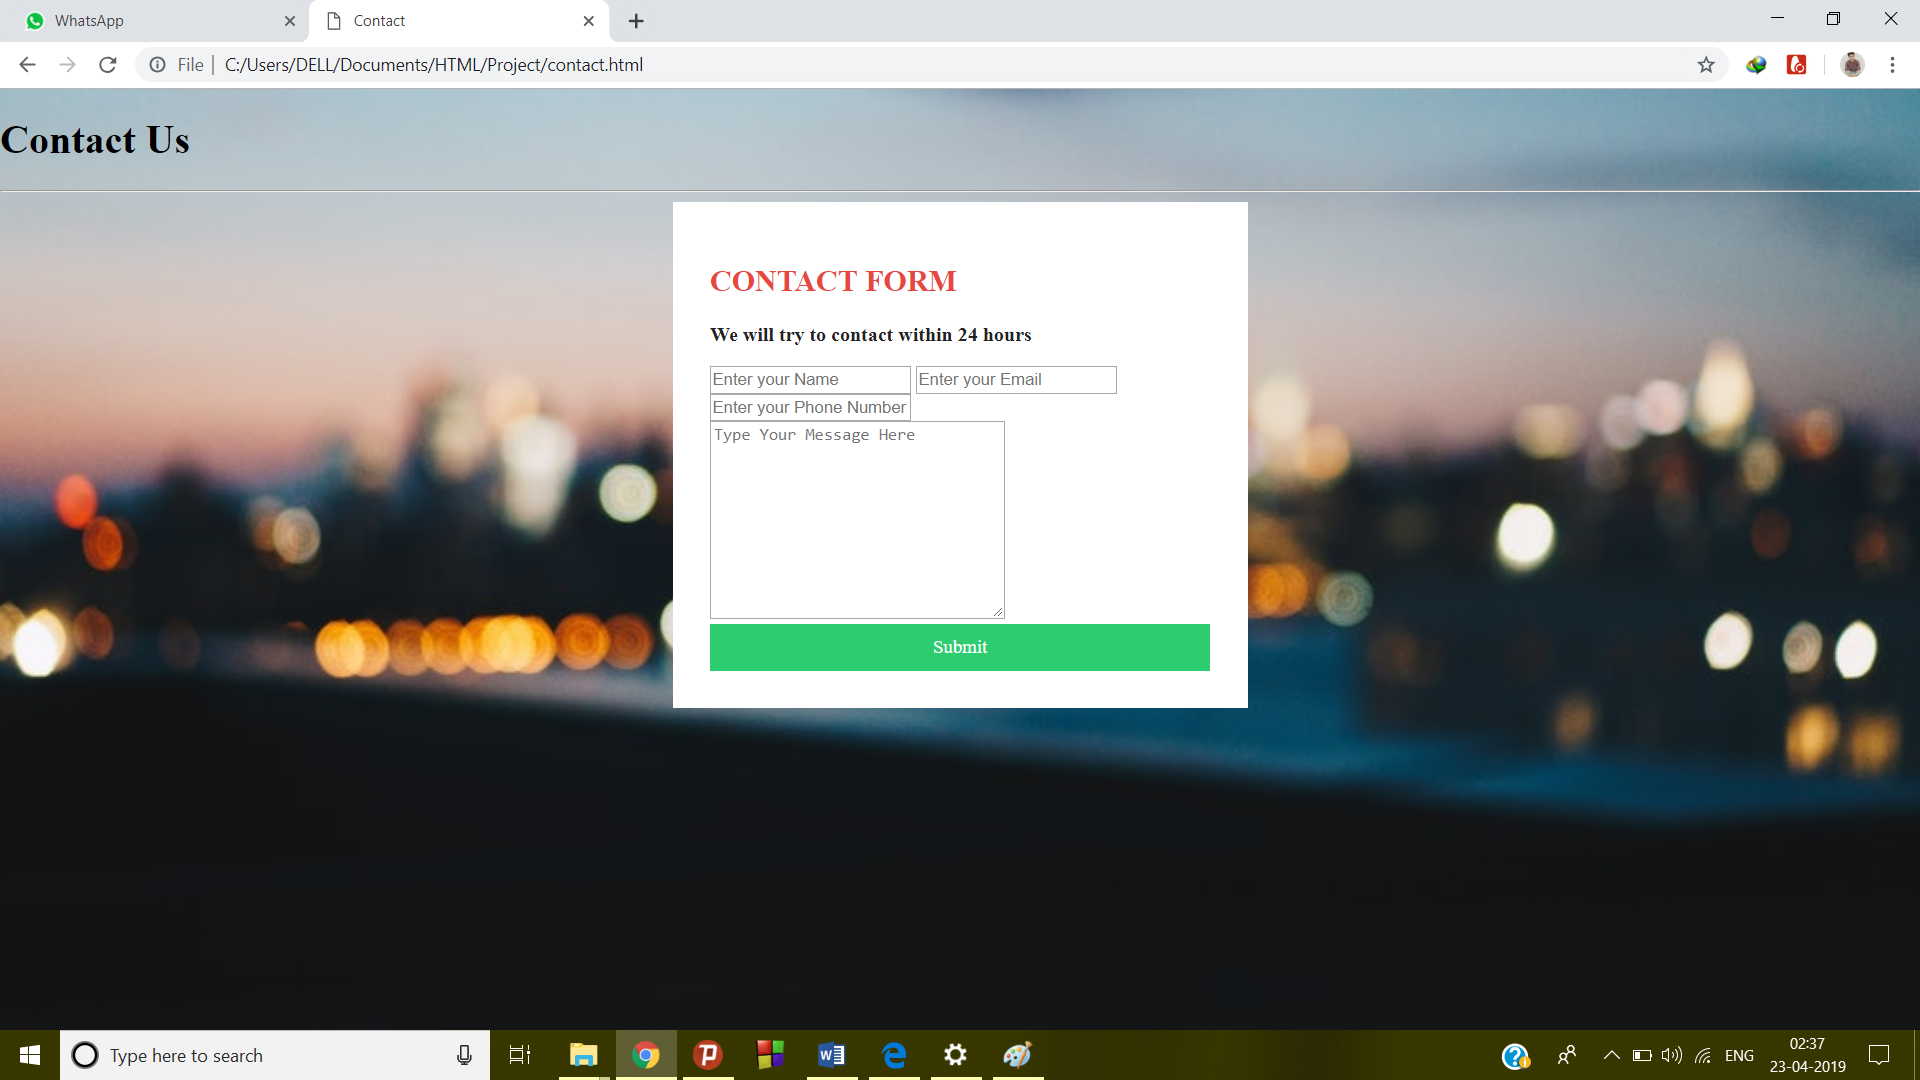 WhatsApp
Contact
File
C:/Users/DELL/Documents/HTML/Project/contact.html
Contact Us
CONTACT FORM
We will try to contact within 24 hours
Enter your Name
Enter your Email
Enter your Phone Number
Type Your Message Here
Submit
Type here to search
ENG
02:37
23-04-2019